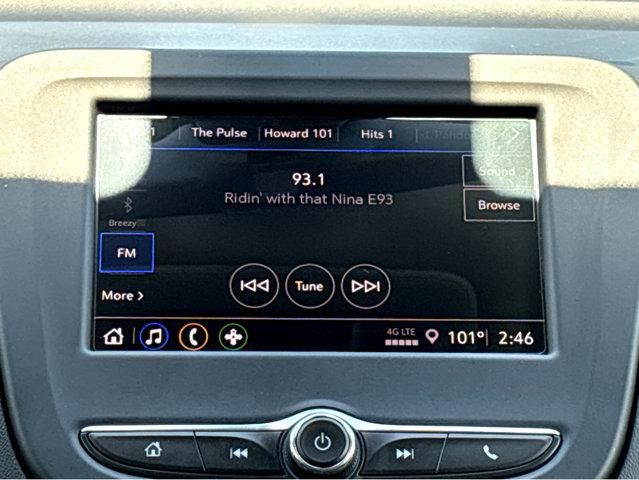 1 The Pulse Howard 101 Hits 1
93.1
Ridin' with that Nina E93
Sound
Browse
Breezy
FM
More >
Tune
4G LTE 101° 2:46